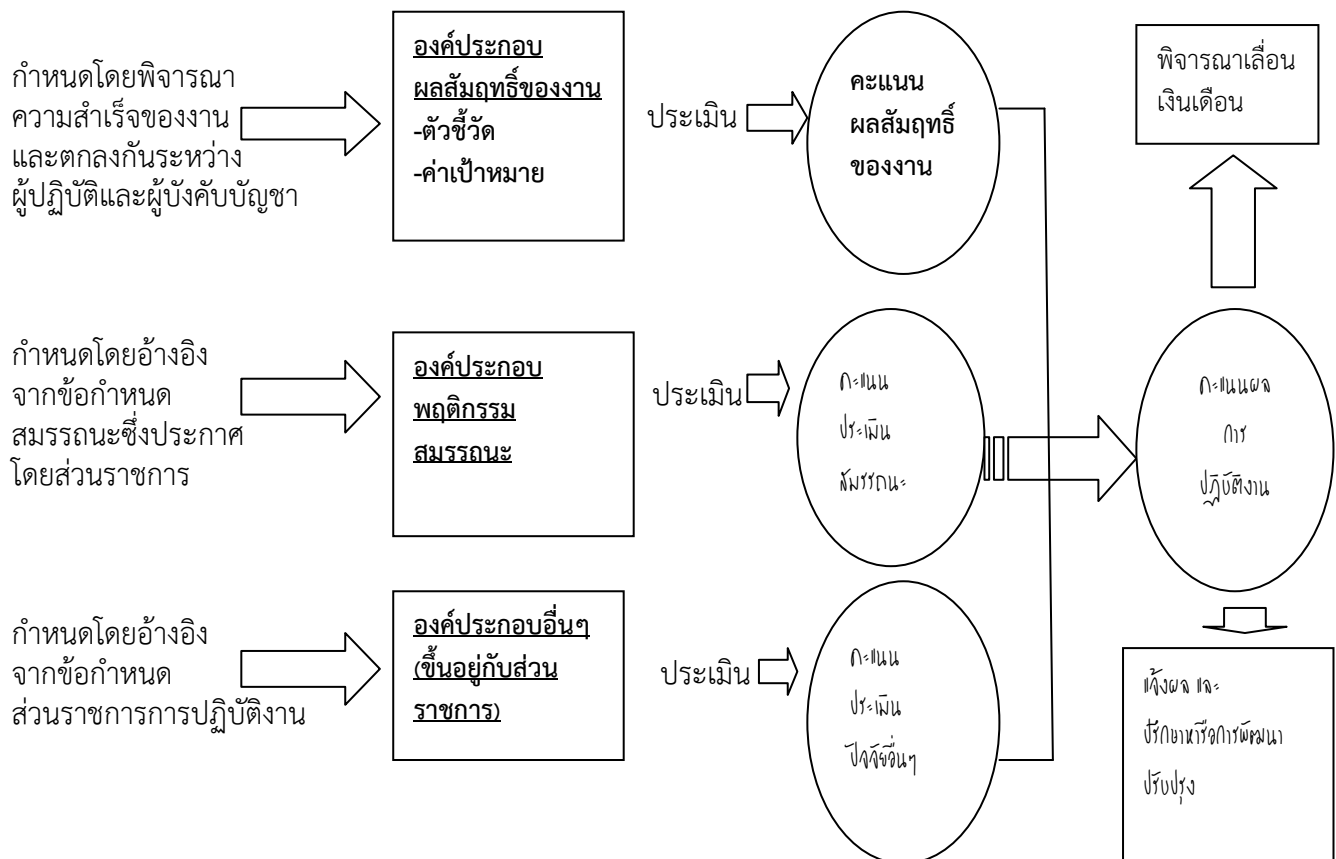 กำหนดโดยพิจารณา
ความสำเร็จของงาน
และตกลงกันระหว่าง
ผู้ปฏิบัติและผู้บังคับบัญชา
องค์ประกอบ
ผลสัมฤทธิ์ของงาน
-ตัวชี้วัด
-ค่าเป้าหมาย
ประเมิน
คะแนน
ผลสัมฤทธิ์
ของงาน
พิจารณาเลื่อน
เงินเดือน
กำหนดโดยอ้างอิง
จากข้อกำหนด
สมรรถนะซึ่งประกาศ
โดยส่วนราชการ
องค์ประกอบ
พฤติกรรม
สมรรถนะ
ประเมิน
คะแนน
ประเมิน
สัมรรถนะ
คะแนนผล
การ
ปฏิบัติงาน
กำหนดโดยอ้างอิง
จากข้อกำหนด
ส่วนราชการการปฏิบัติงาน
องค์ประกอบอื่นๆ
(ขึ้นอยู่กับส่วน
ราชการ)
ประเมิน
คะแนน
ประเมิน
ปัจจัยอื่นๆ
แจ้งผล และ
ปรึกษาหารือการพัฒนา
ปรับปรุง